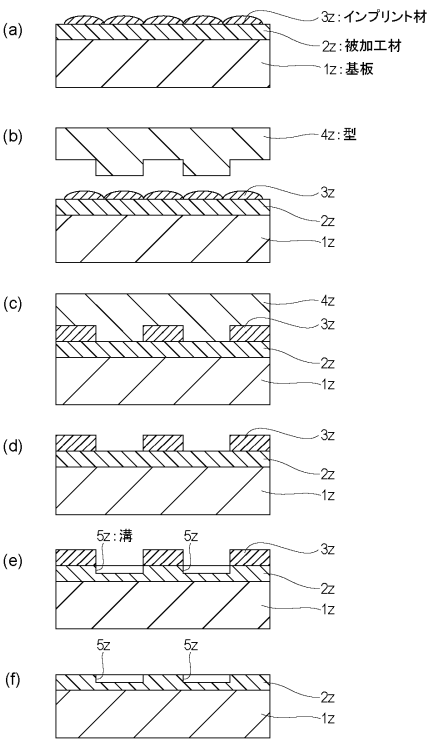 (a)
3z:インプリント材
2z:被加工材
1z:基板
(b)
4z:型
3z
2z
1z
(c)
4z
3z
2z
1z
(d)
3z
2z
1z
(e)
5z:溝
5z
3z
2z
1z
(f)
5z
5z
2z
1z